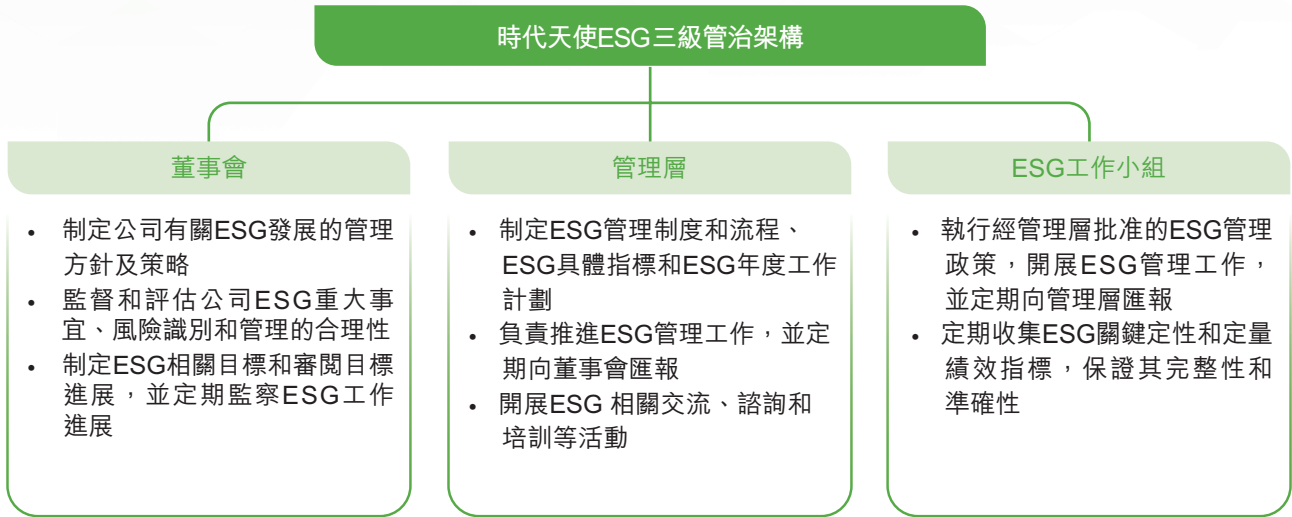 時代天使ESG三級管治架構
董事會
• 制定公司有關ESG發展的管理
方針及策略
• 監督和評估公司ESG重大事
宜、風險識別和管理的合理性
• 制定ESG相關目標和審閱目標
進展,並定期監察ESG工作
進展
管理層
• 制定ESG管理制度和流程、
ESG具體指標和ESG年度工作
計劃
• 負責推進ESG管理工作,並定
期向董事會匯報
• 開展ESG 相關交流、諮詢和
培訓等活動
ESG工作小組
• 執行經管理層批准的ESG管理
政策,開展ESG管理工作,
並定期向管理層匯報
• 定期收集ESG關鍵定性和定量
績效指標,保證其完整性和
準確性